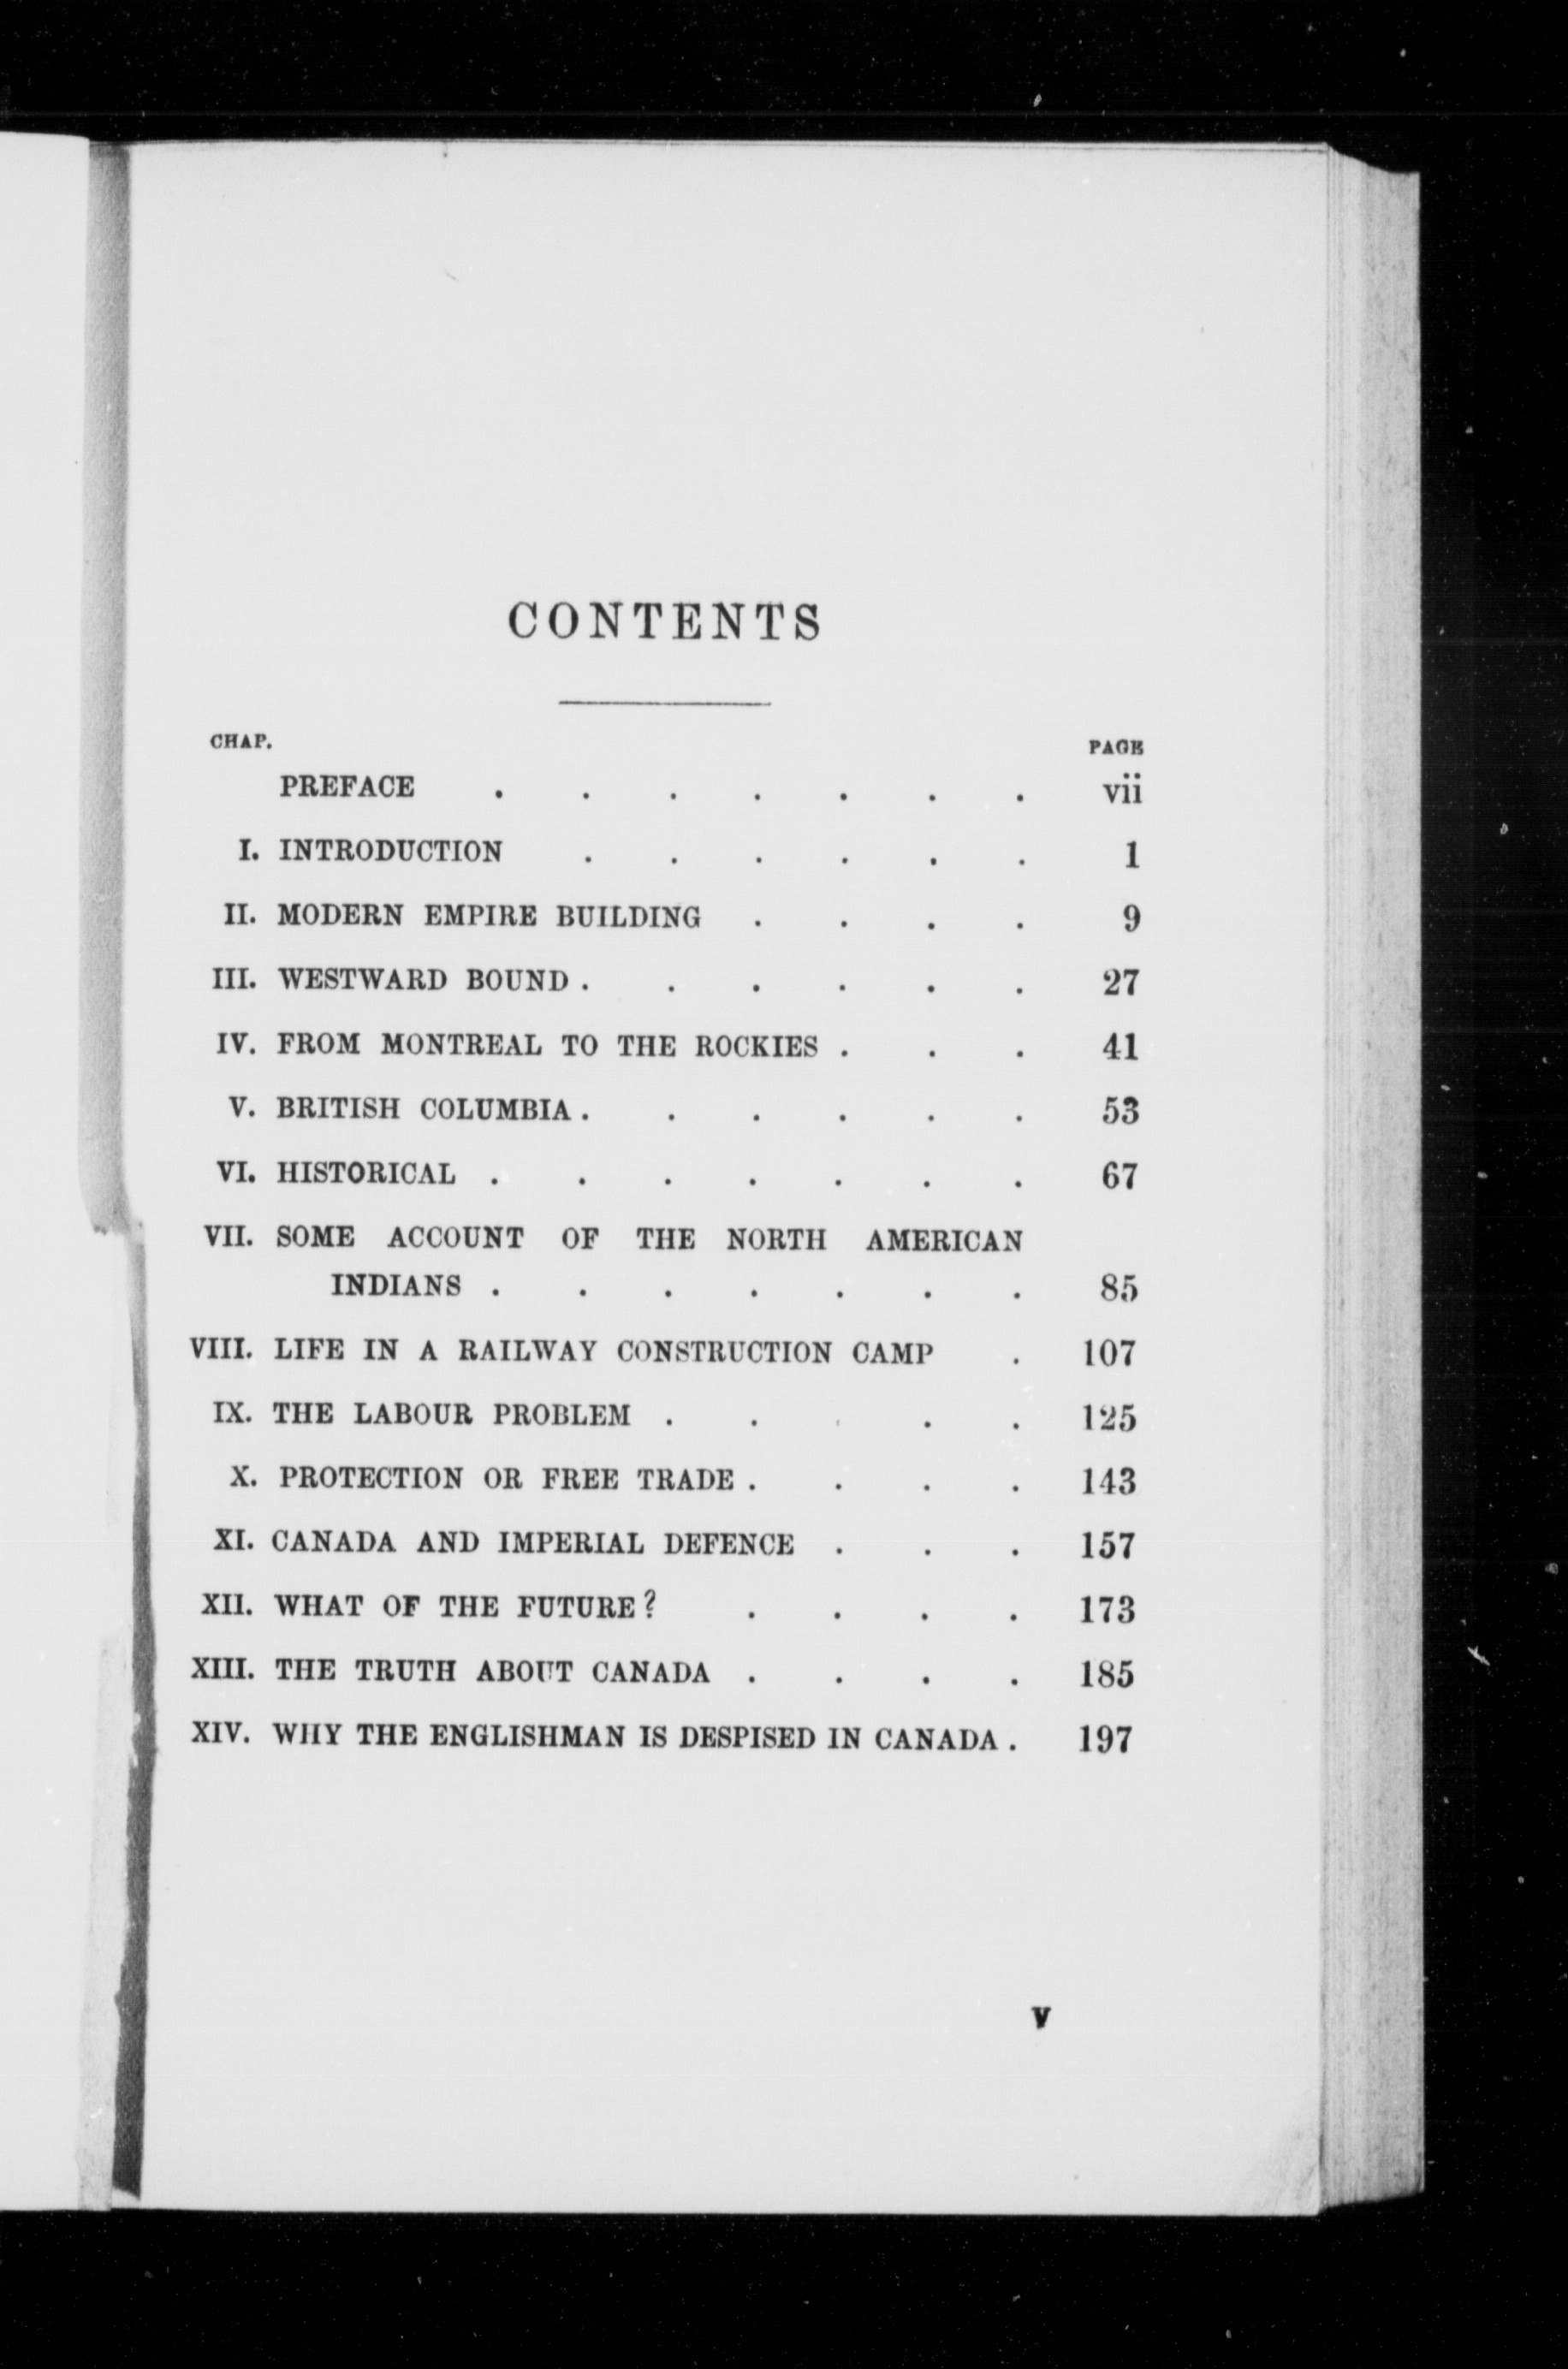 CONTENTS
CHAP. PAGE
PREFACE . . . . . . . vii
I. INTRODUCTION . . . . . . 1
II. MODERN EMPIRE BUILDING . . . . 9
III. WESTWARD BOUND . . . . . . 27
IV. FROM MONTREAL TO THE ROCKIES . . . 41
V. BRITISH COLUMBIA . . . . . . 53
VI. HISTORICAL . . . . . . . 67
VII. SOME ACCOUNT OF THE NORTH AMERICAN
INDIANS . . . . . . . 85
VIII. LIFE IN A RAILWAY CONSTRUCTION CAMP . 107
IX. THE LABOUR PROBLEM . . . . . 125
X. PROTECTION OR FREE TRADE . . . . 143
XI. CANADA AND IMPERIAL DEFENCE . . . 157
XII. WHAT OF THE FUTURE? . . . . 173
XIII. THE TRUTH ABOUT CANADA . . . . 185
XIV. WHY THE ENGLISHMAN IS DESPISED IN CANADA . 197
v